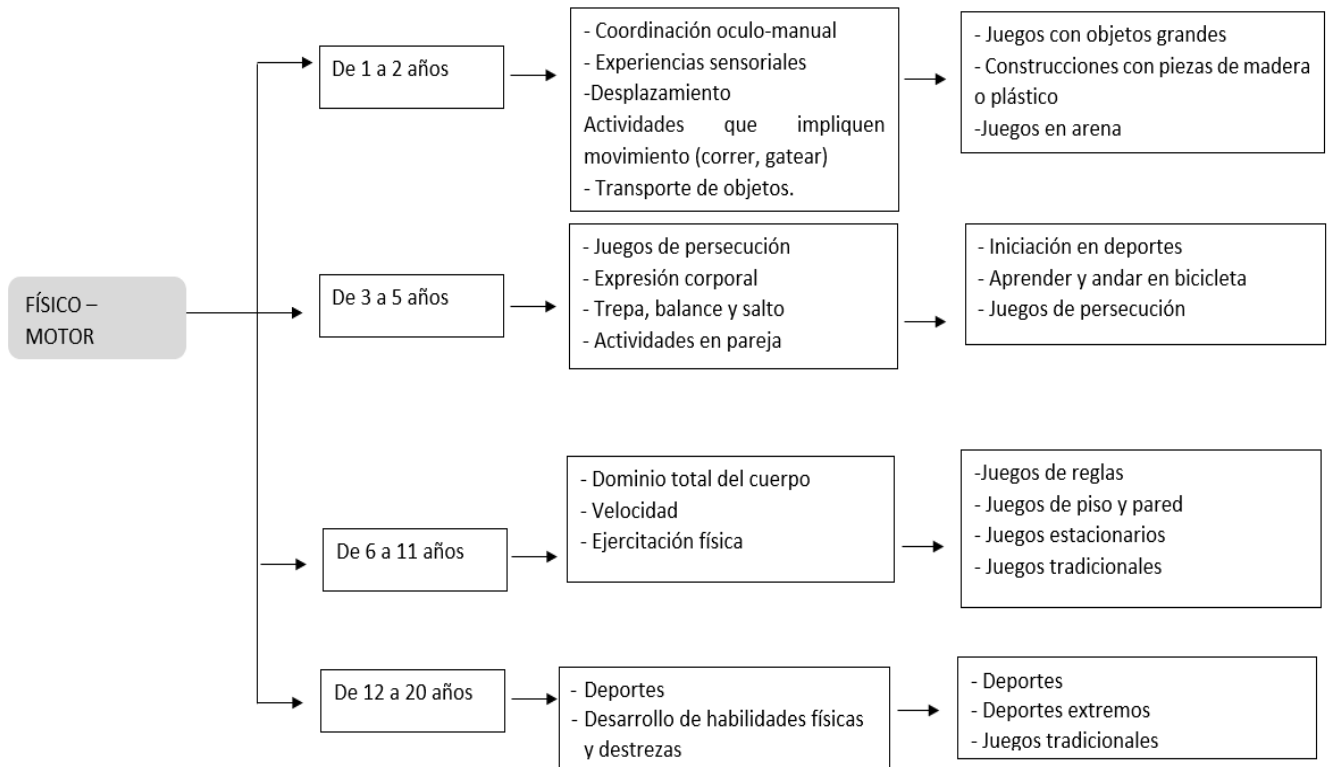 FÍSICO –
MOTOR
De 1 a 2 años
- Coordinación oculo-manual
- Experiencias sensoriales
-Desplazamiento
Actividades que impliquen
movimiento (correr, gatear)
- Transporte de objetos.
- Juegos con objetos grandes
- Construcciones con piezas de madera
o plástico
-Juegos en arena
De 3 a 5 años
- Juegos de persecución
- Expresión corporal
- Trepa, balance y salto
- Actividades en pareja
- Iniciación en deportes
- Aprender y andar en bicicleta
- Juegos de persecución
De 6 a 11 años
- Dominio total del cuerpo
- Velocidad
- Ejercitación física
-Juegos de reglas
- Juegos de piso y pared
- Juegos estacionarios
- Juegos tradicionales
De 12 a 20 años
- Deportes
- Desarrollo de habilidades físicas
y destrezas
- Deportes
- Deportes extremos
- Juegos tradicionales